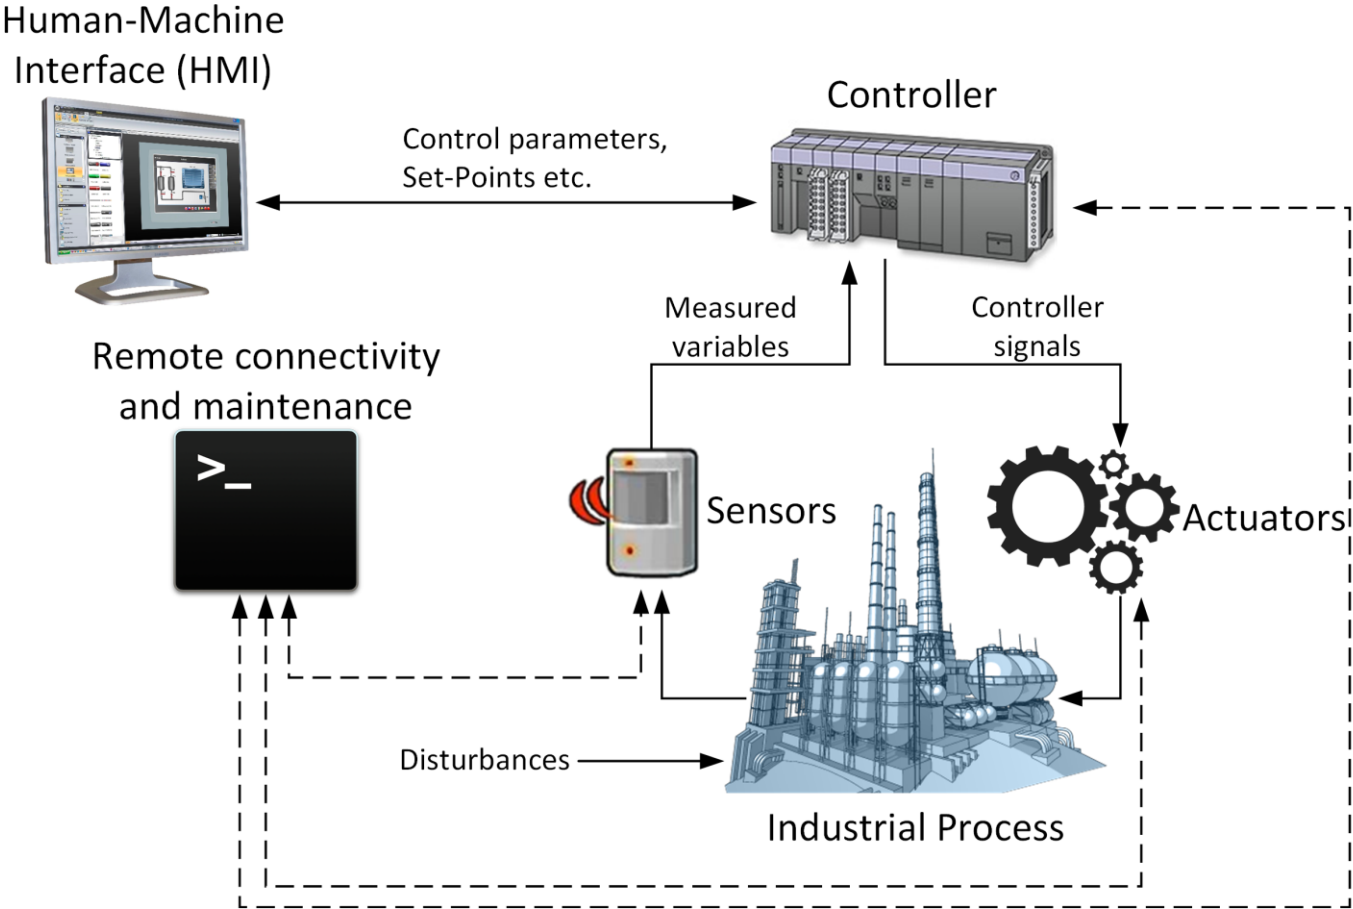 Human-Machine
Interface (HMI)
Controller
Control parameters,
Set-Points etc.
Measured
variables
Controller
signals
Remote connectivity
and maintenance
>_
Sensors
Actuators
Disturbances
Industrial Process